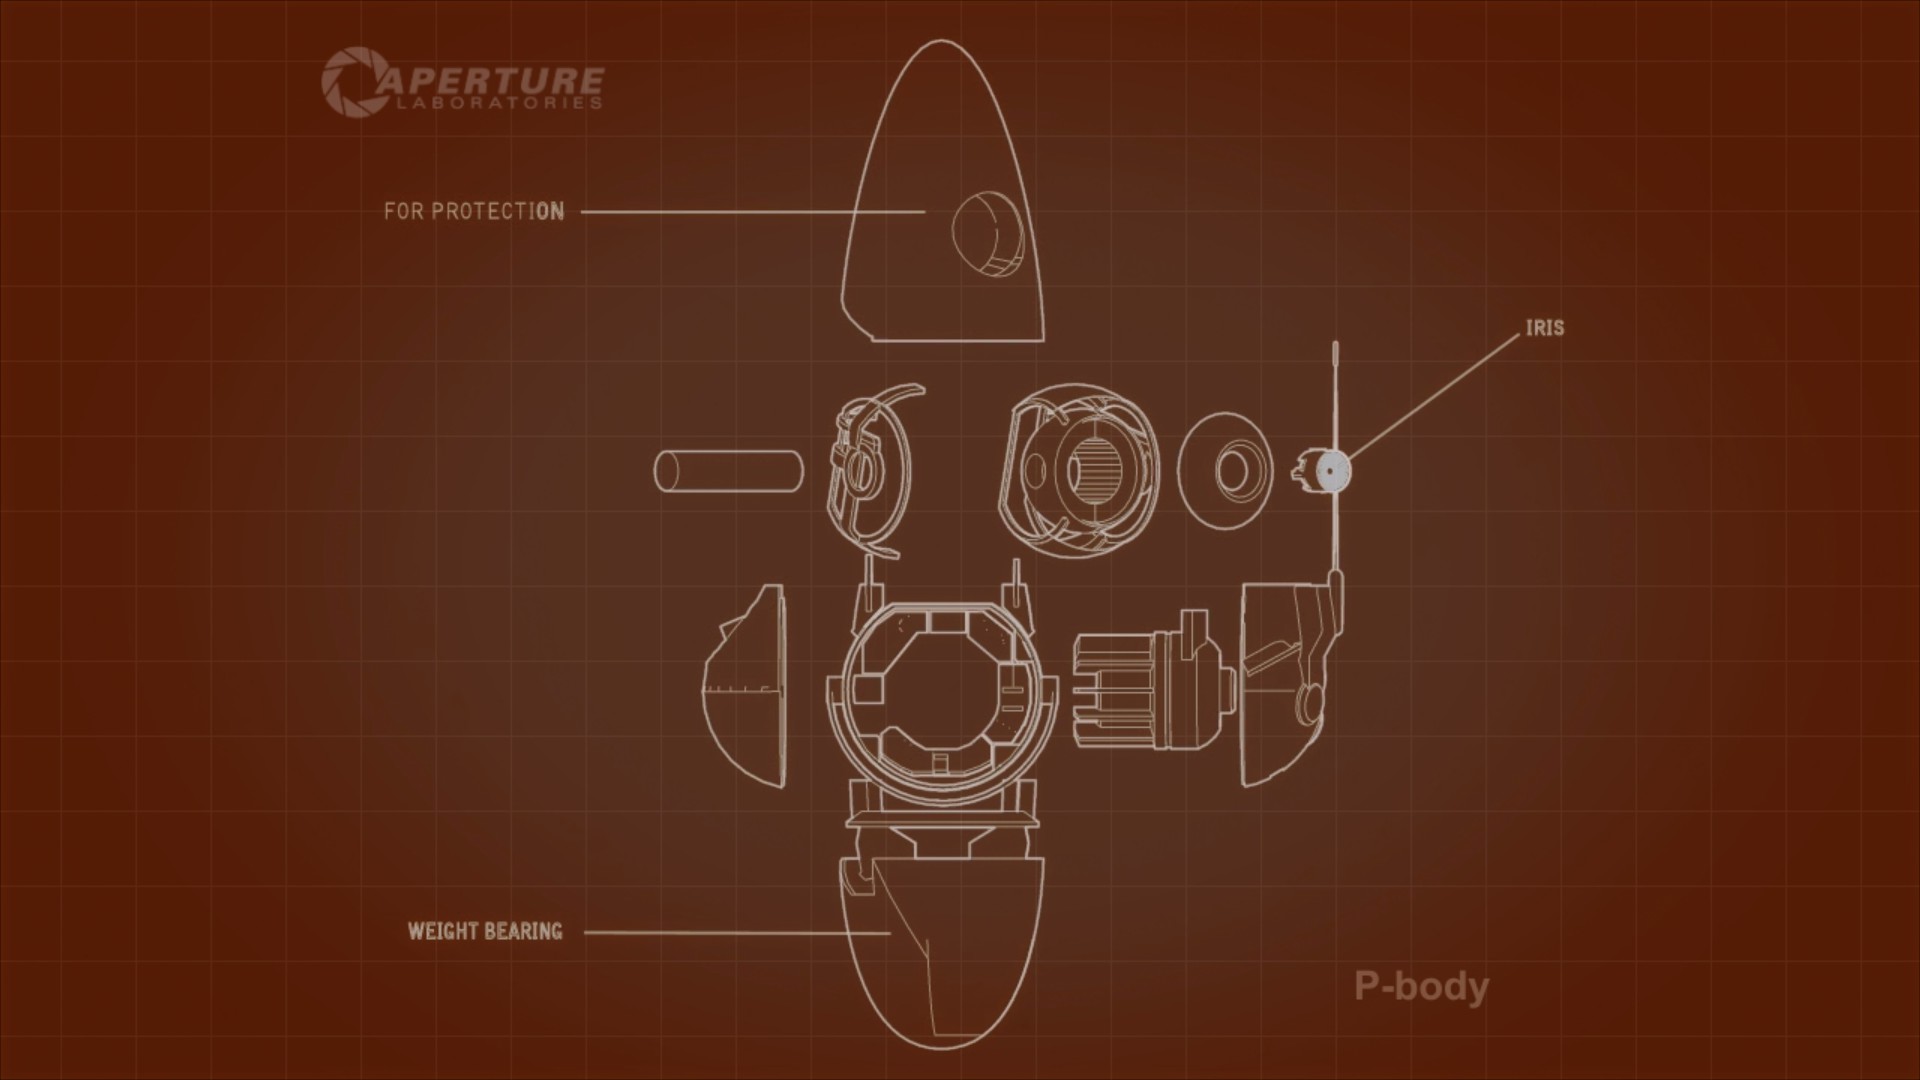 APERTURE
LABORATORIES
FOR PROTECTION
IRIS
WEIGHT BEARING
P-body